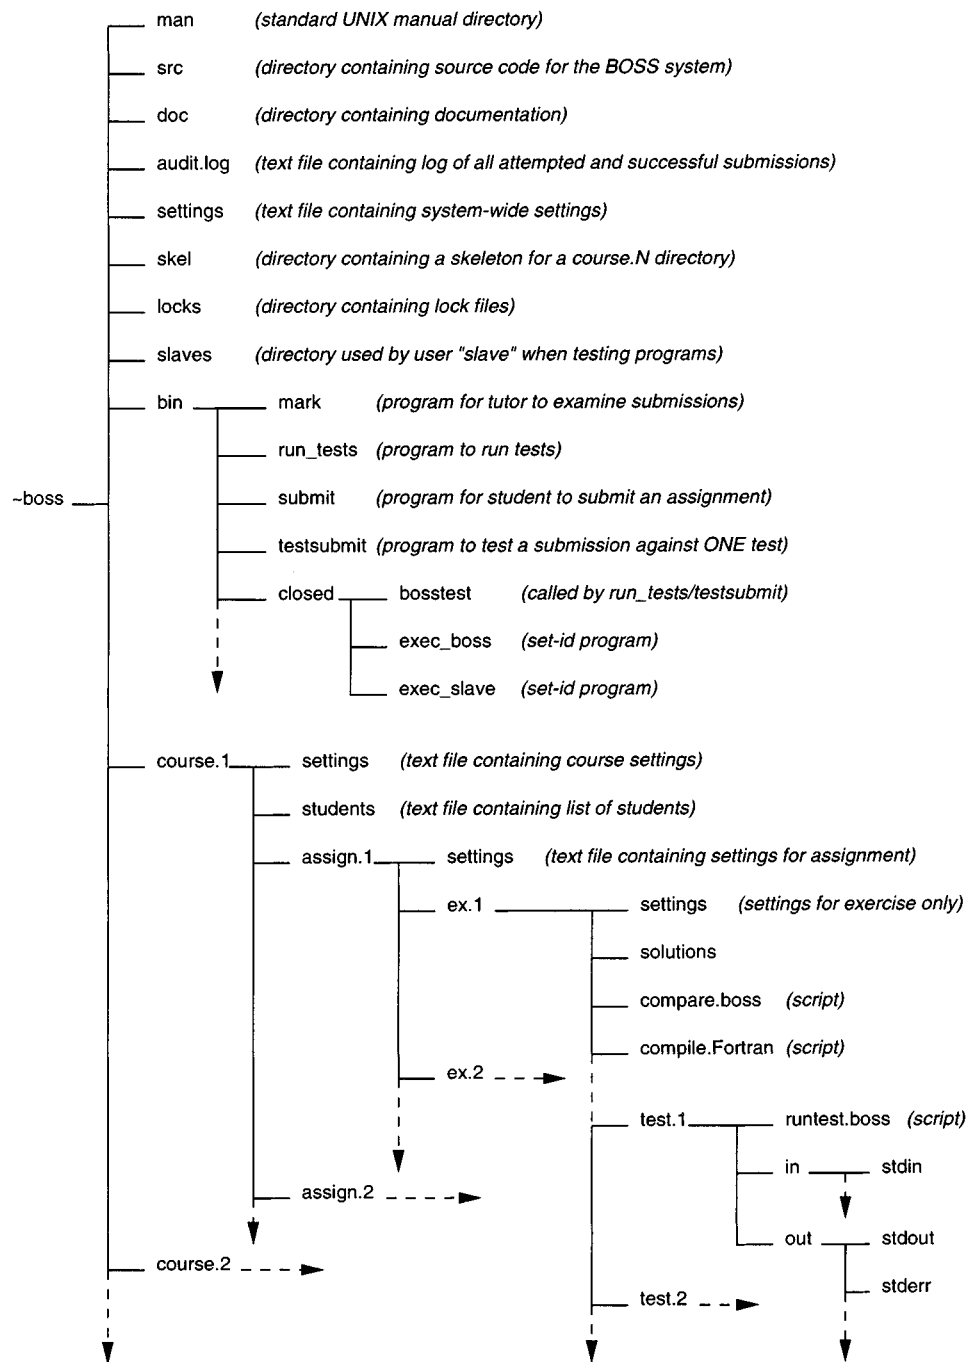 man (standard UNIX manual directory)
src (directory containing source code for the BOSS system)
doc (directory containing documentation)
audit.log (text file containing log of all attempted and successful submissions)
settings (text file containing system-wide settings)
skel (directory containing a skeleton for a course.N directory)
locks (directory containing lock files)
slaves (directory used by user "slave" when testing programs)
bin mark (program for tutor to examine submissions)
run_tests (program to run tests)
~boss submit (program for student to submit an assignment)
testsubmit (program to test a submission against ONE test)
closed bosstest (called by run_tests/testsubmit)
exec_boss (set-id program)
exec_slave (set-id program)
course.1 settings (text file containing course settings)
students (text file containing list of students)
assign.1 settings (text file containing settings for assignment)
ex.1 settings (settings for exercise only)
solutions
compare.boss (script)
compile.Fortran (script)
ex.2
test.1 runtest.boss (script)
in stdin
assign.2
out stdout
course.2
stderr
test.2